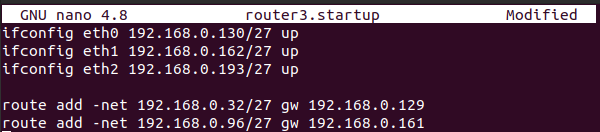 GNU nano 4.8 router3.startup Modified
ifconfig eth0 192.168.0.130/27 up
ifconfig eth1 192.168.0.162/27 up
ifconfig eth2 192.168.0.193/27 up
route add -net 192.168.0.32/27 gw 192.168.0.129
route add -net 192.168.0.96/27 gw 192.168.0.161